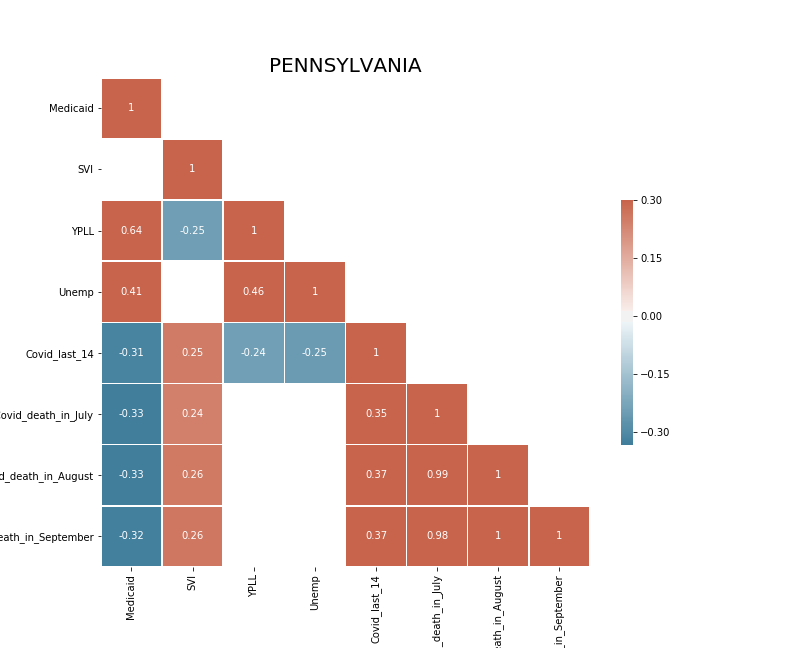 PENNSYLVANIA
Medicaid 1
SVI 1
YPLL 0.64 -0.25 1
Unemp 0.41 0.46 1
Covid_last_14 -0.31 0.25 -0.24 -0.25 1
ovid_death_in_July -0.33 0.24 0.35 1
d_death_in_August -0.33 0.26 0.37 0.99 1
eath_in_September -0.32 0.26 0.37 0.98 1 1
Medicaid
SVI
YPLL
Unemp
Covid_last_14
_death_in_July
eath_in_August
_in_September
0.30
0.15
0.00
−0.15
−0.30